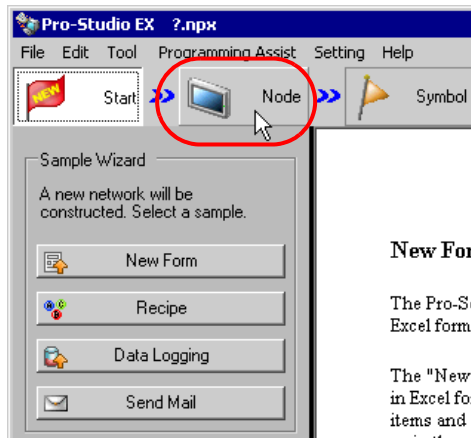 Pro-Studio EX ?.npx
File Edit Tool Programming Assist Setting Help
NEW Start Node Symbol
Sample Wizard
A new network will be
constructed. Select a sample.
New Form
Recipe
Data Logging
Send Mail
New For
The Pro-S
Excel form
The "New
in Excel fo
items and